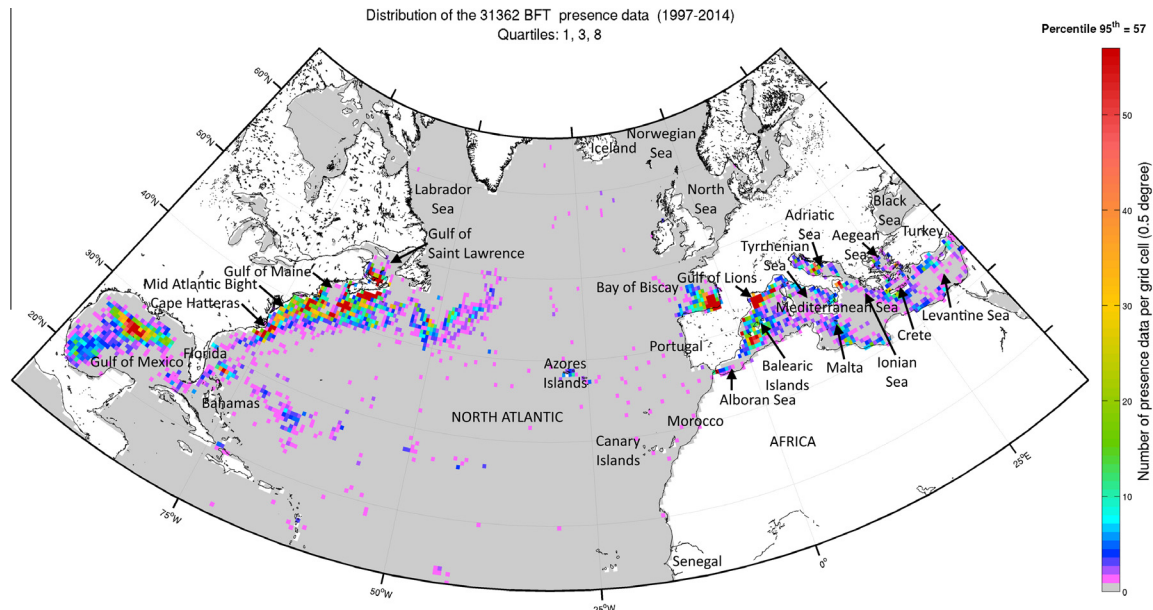 Distribution of the 31362 BFT presence data (1997-2014)
Quartiles: 1, 3, 8
Percentile 95th = 57
60°N
50°N
40°N
30°N
20°N
75°W
50°W
25°W
0°
25°E
Iceland
Norwegian
Sea
Labrador
Sea
North
Sea
Black
Sea
Adriatic
Sea
Aegean
Sea
Turkey
Gulf of
Saint Lawrence
Tyrrhenian
Sea
Gulf of Maine
Gulf of Lions
Mid Atlantic Bight
Bay of Biscay
Cape Hatteras
Mediterranean Sea
Levantine Sea
Crete
Portugal
Florida
Gulf of Mexico
Azores
Islands
Balearic
Islands
Malta
Ionian
Sea
Alboran Sea
Bahamas
NORTH ATLANTIC
Morocco
Canary
Islands
AFRICA
Senegal
50
40
30
20
10
0
Number of presence data per grid cell (0.5 degree)